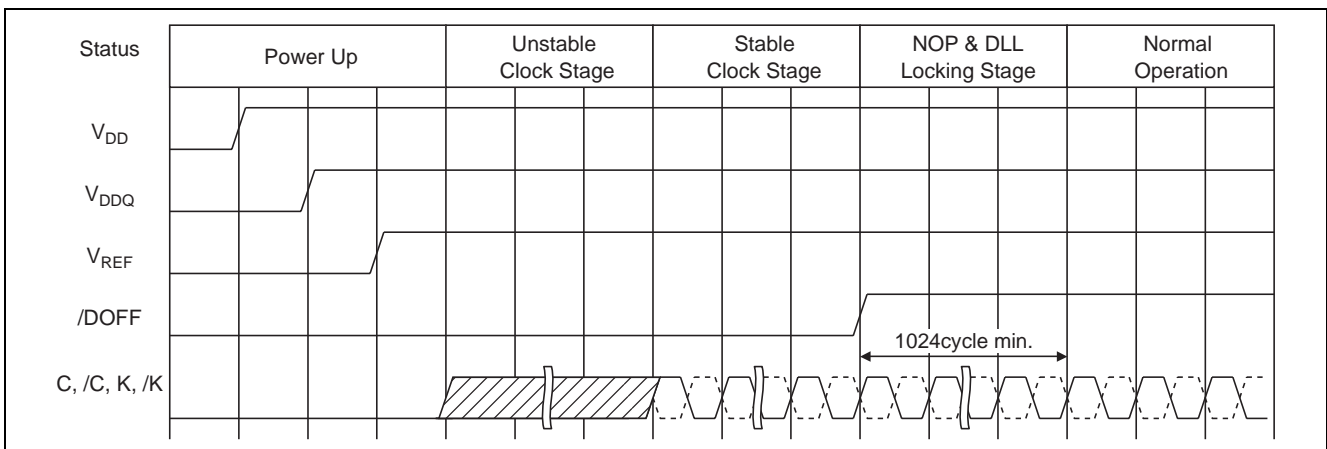 Status
Power Up
Unstable
Clock Stage
Stable
Clock Stage
NOP & DLL
Locking Stage
Normal
Operation
VDD
VDDQ
VREF
/DOFF
1024cycle min.
C, /C, K, /K